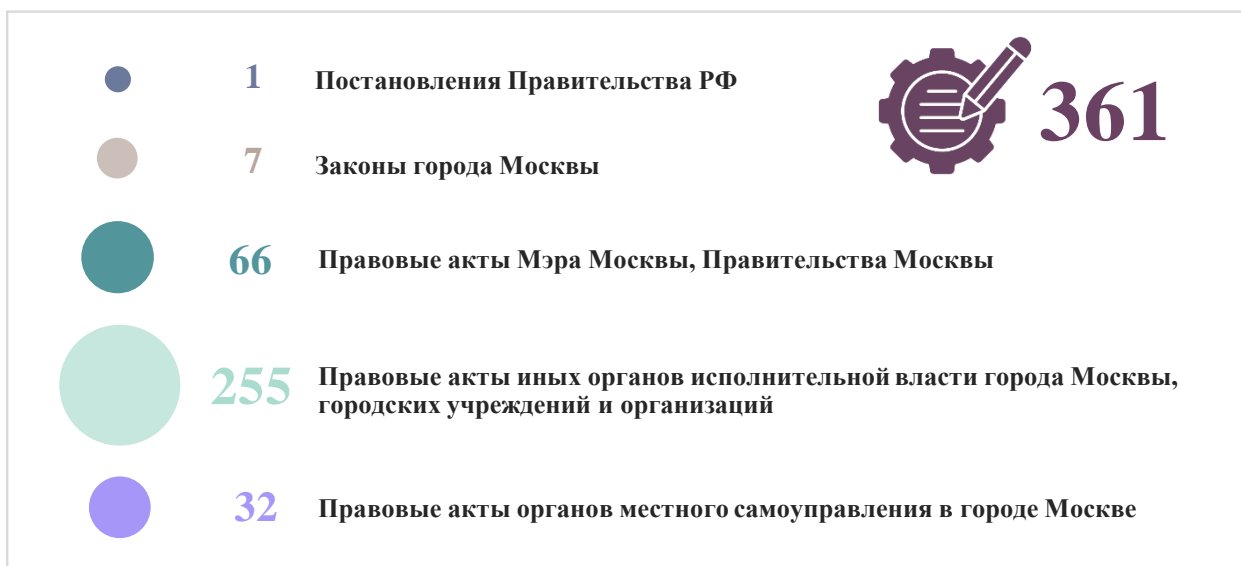 1 Постановления Правительства РФ
361
7 Законы города Москвы
66 Правовые акты Мэра Москвы, Правительства Москвы
255 Правовые акты иных органов исполнительной власти города Москвы,
городских учреждений и организаций
32 Правовые акты органов местного самоуправления в городе Москве